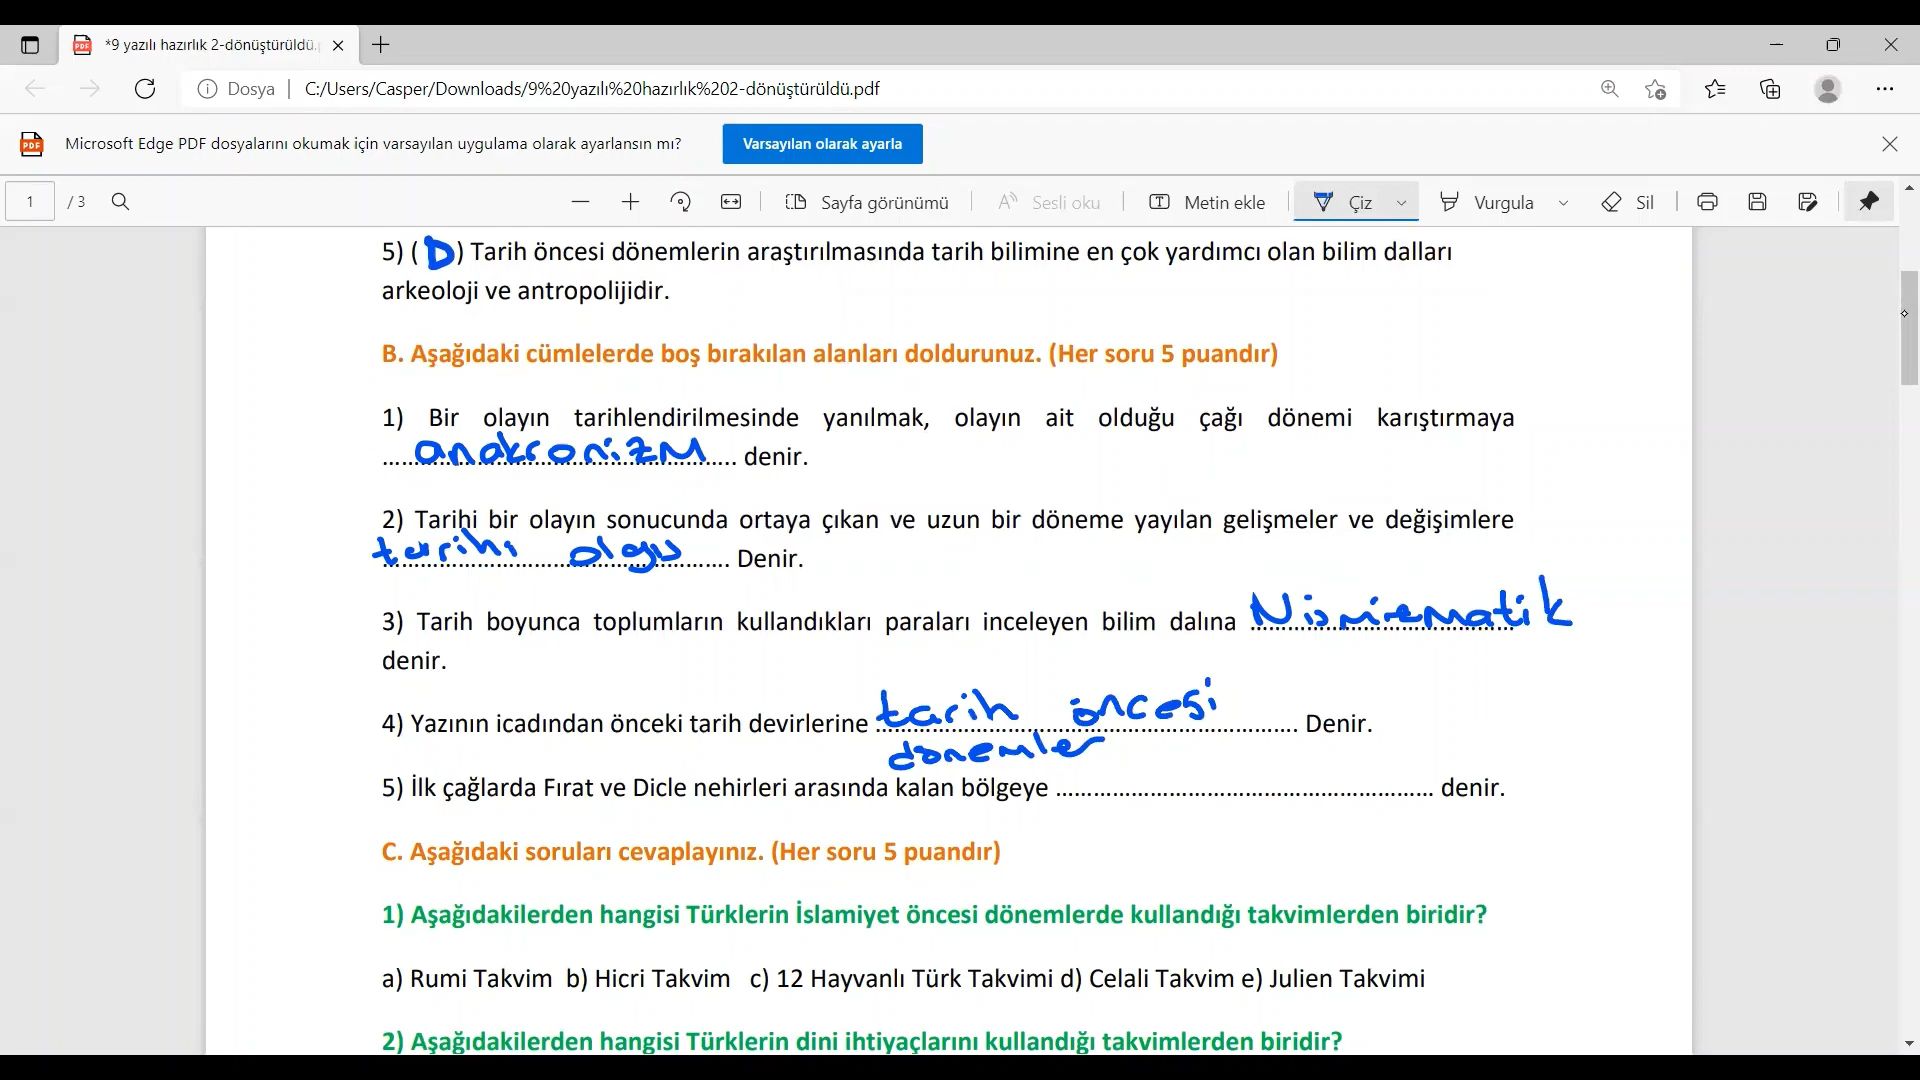 *9 yazılı hazırlık 2-dönüştürüldü.p
Dosya | C:/Users/Casper/Downloads/9%20yazılı%20hazırlık%202-dönüştürüldü.pdf
Microsoft Edge PDF dosyalarını okumak için varsayılan uygulama olarak ayarlansın mı? Varsayılan olarak ayarla
1 / 3 Sayfa görünümü Sesli oku Metin ekle Çiz Vurgula Sil
5) (D) Tarih öncesi dönemlerin araştırılmasında tarih bilimine en çok yardımcı olan bilim dalları
arkeoloji ve antropolijidir.
B. Aşağıdaki cümlelerde boş bırakılan alanları doldurunuz. (Her soru 5 puandır)
1) Bir olayın tarihlendirilmesinde yanılmak, olayın ait olduğu çağı dönemi karıştırmaya
...anakronizm... denir.
2) Tarihi bir olayın sonucunda ortaya çıkan ve uzun bir döneme yayılan gelişmeler ve değişimlere
tarihi olgu... Denir.
3) Tarih boyunca toplumların kullandıkları paraları inceleyen bilim dalına Nismizmatik
denir.
4) Yazının icadından önceki tarih devirlerine tarih öncesi ... Denir.
dönemler
5) İlk çağlarda Fırat ve Dicle nehirleri arasında kalan bölgeye ...................................................... denir.
C. Aşağıdaki soruları cevaplayınız. (Her soru 5 puandır)
1) Aşağıdakilerden hangisi Türklerin İslamiyet öncesi dönemlerde kullandığı takvimlerden biridir?
a) Rumi Takvim b) Hicri Takvim c) 12 Hayvanlı Türk Takvimi d) Celali Takvim e) Julien Takvimi
2) Aşağıdakilerden hangisi Türklerin dini ihtiyaçlarını kullandığı takvimlerden biridir?